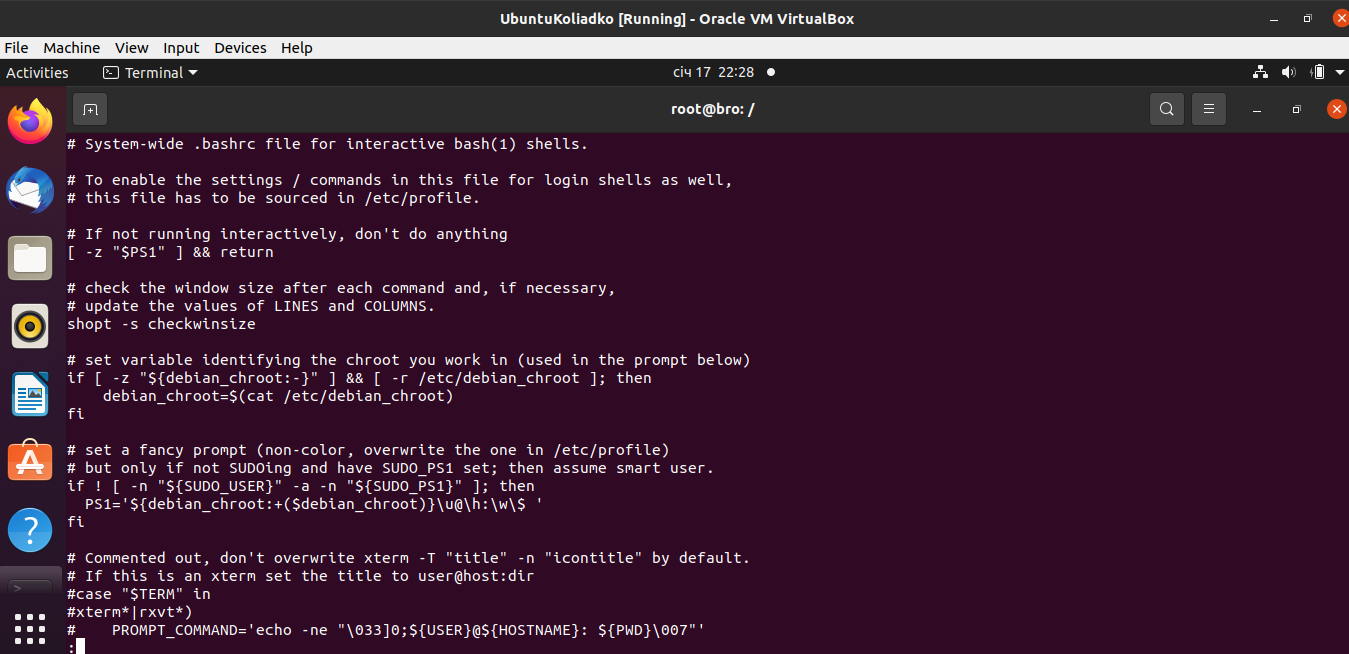 UbuntuKoliadko [Running] - Oracle VM VirtualBox
File Machine View Input Devices Help
Activities Terminal січ 17 22:28
root@bro: /
# System-wide .bashrc file for interactive bash(1) shells.
# To enable the settings / commands in this file for login shells as well,
# this file has to be sourced in /etc/profile.
# If not running interactively, don't do anything
[ -z "$PS1" ] && return
# check the window size after each command and, if necessary,
# update the values of LINES and COLUMNS.
shopt -s checkwinsize
# set variable identifying the chroot you work in (used in the prompt below)
if [ -z "${debian_chroot:-}" ] && [ -r /etc/debian_chroot ]; then
    debian_chroot=$(cat /etc/debian_chroot)
fi
# set a fancy prompt (non-color, overwrite the one in /etc/profile)
# but only if not SUDOing and have SUDO_PS1 set; then assume smart user.
if ! [ -n "${SUDO_USER}" -a -n "${SUDO_PS1}" ]; then
  PS1='${debian_chroot:+($debian_chroot)}\u@\h:\w\$ '
fi
# Commented out, don't overwrite xterm -T "title" -n "icontitle" by default.
# If this is an xterm set the title to user@host:dir
#case "$TERM" in
#xterm*|rxvt*)
#    PROMPT_COMMAND='echo -ne "\033]0;${USER}@${HOSTNAME}: ${PWD}\007"'
: